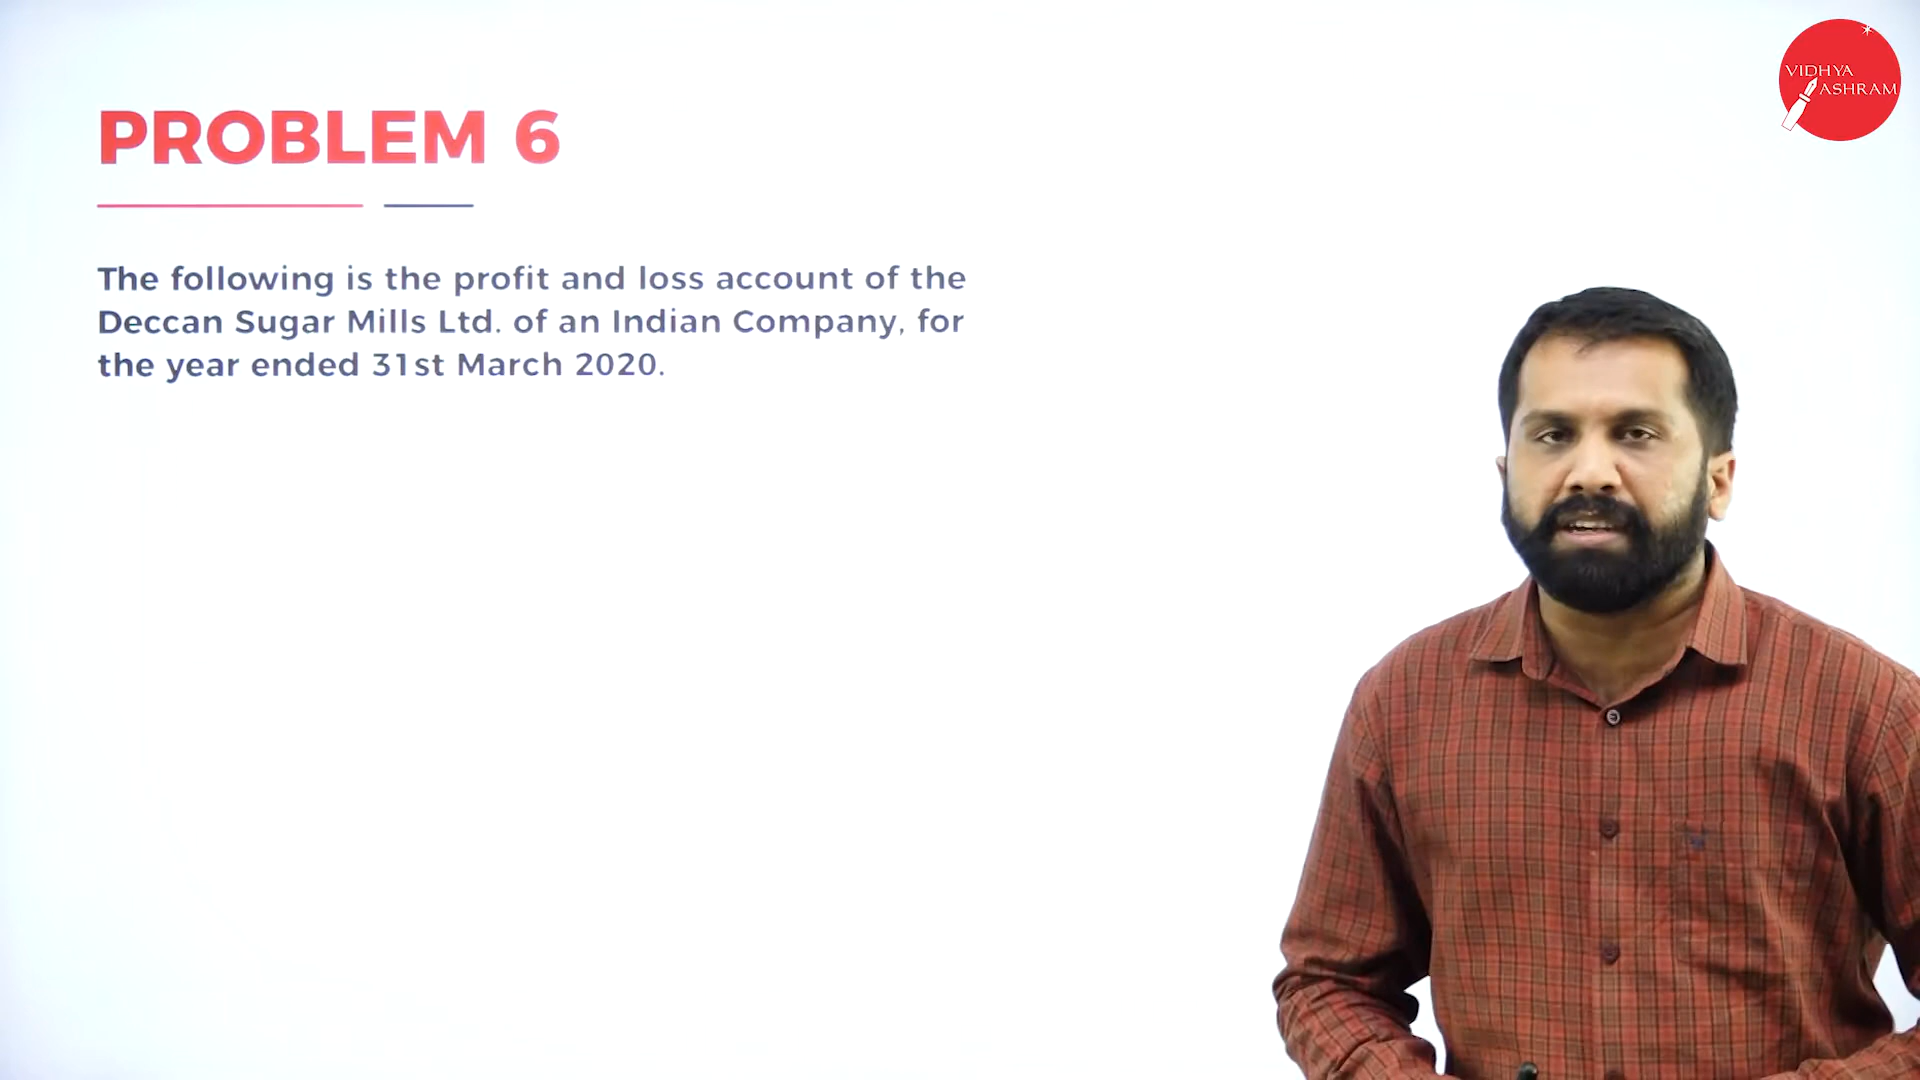 VIDHYA
ASHRAM
PROBLEM 6
The following is the profit and loss account of the
Deccan Sugar Mills Ltd. of an Indian Company, for
the year ended 31st March 2020.